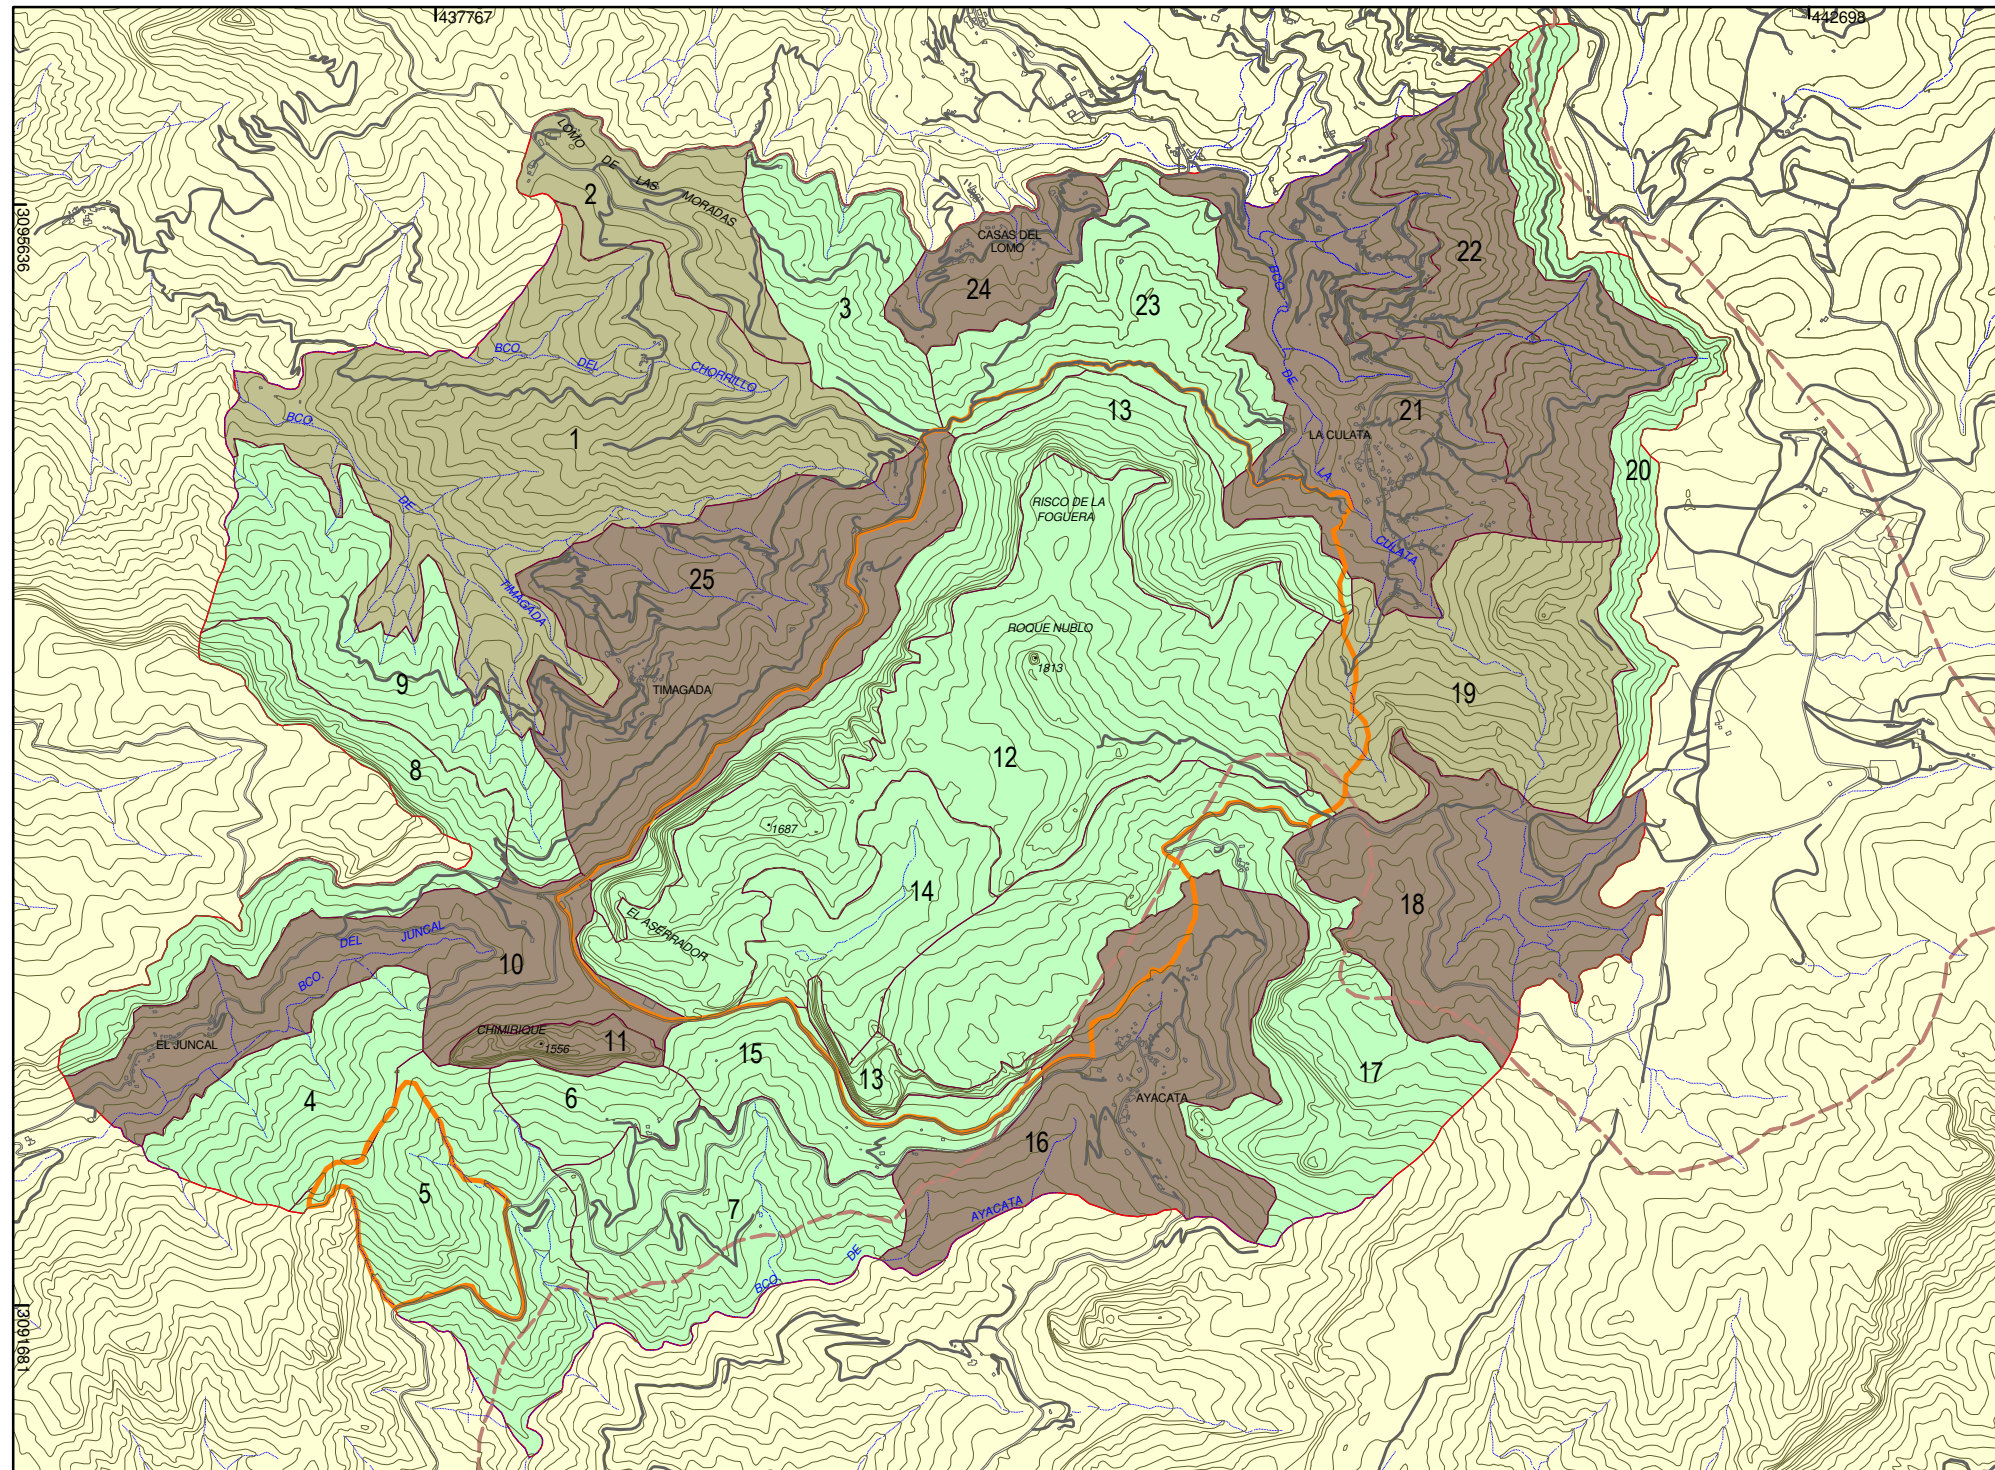 437767
442698
3095636
3091681
LOMO
DE
LAS
MORADAS
2
3
CASAS DEL
LOMO
24
23
22
BCO.
DE
LA
CULATA
BCO.
DEL
CHORRILLO
1
BCO.
DE
TIMAGADA
13
21
LA CULATA
20
RISCO DE LA
FOGUERA
25
ROQUE NUBLO
1813
TIMAGADA
9
19
8
12
1687
14
18
EL ASERRADOR
DEL
JUNCAL
BCO.
10
EL JUNCAL
CHIMIRIQUE
1556
11
15
13
17
4
6
AYACATA
16
5
7
AYACATA
DE
BCO.